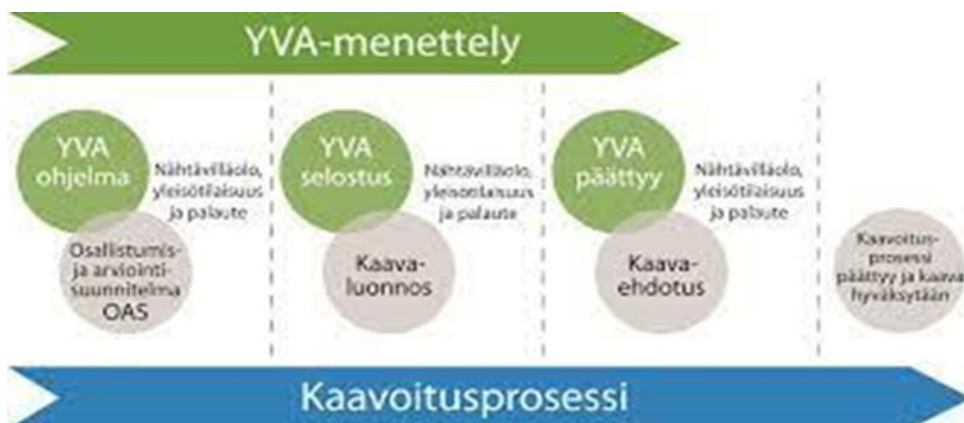 YVA-menettely
YVA
ohjelma
Nähtävilläolo,
yleisötilaisuus
ja palaute
Osallistumis-
ja arviointi-
suunnitelma
OAS
YVA
selostus
Nähtävilläolo,
yleisötilaisuus
ja palaute
Kaava-
luonnos
YVA
päättyy
Nähtävilläolo,
yleisötilaisuus
ja palaute
Kaava-
ehdotus
Kaavoitus-
prosessi
päättyy ja kaava
hyväksytään
Kaavoitusprosessi